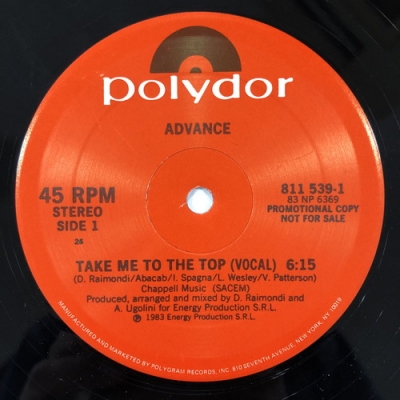 polydor
ADVANCE
45 RPM
STEREO
SIDE 1
24
811 539-1
83 NP 6369
PROMOTIONAL COPY
NOT FOR SALE
TAKE ME TO THE TOP (VOCAL) 6:15
(D. Raimondi/Abacab/I. Spagna/L. Wesley/V. Patterson)
Chappell Music (SACEM)
Produced, arranged and mixed by D. Raimondi and
A. Ugolini for Energy Production S.R.L.
℗ 1983 Energy Production S.R.L.
MANUFACTURED AND MARKETED BY POLYGRAM RECORDS, INC. 810 SEVENTH AVENUE, NEW YORK, N.Y. 10019